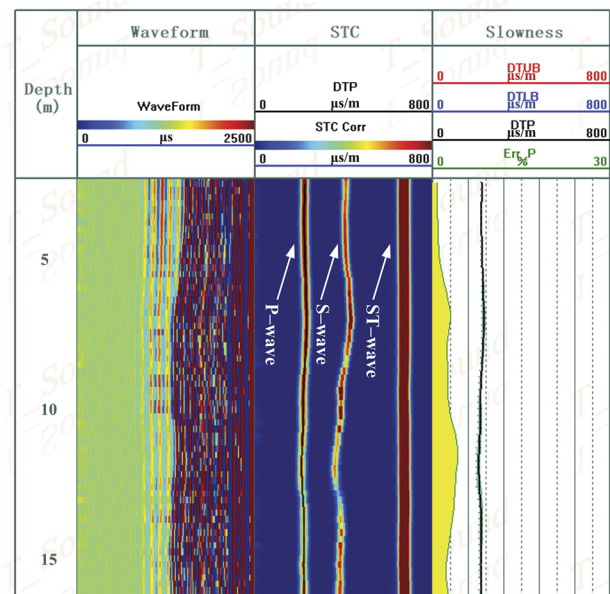 Waveform STC Slowness
Depth
(m)
WaveForm
0 μs 2500
DTP
0 μs/m 800
STC Corr
0 μs/m 800
DTUB
0 μs/m 800
DTLB
0 μs/m 800
DTP
0 μs/m 800
Err_P
0 % 30
5
10
15
P-wave
S-wave
ST-wave
T_Sound